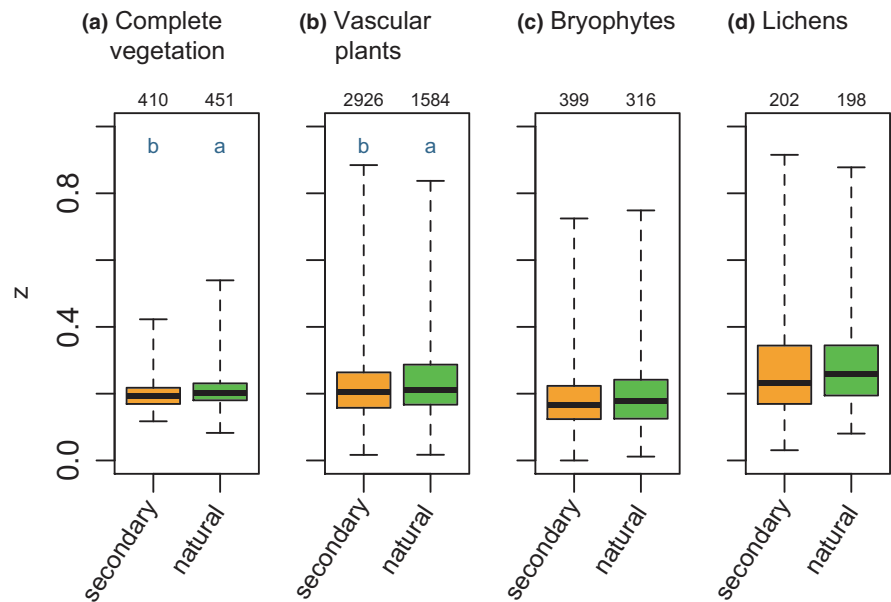 (a) Complete vegetation
(b) Vascular plants
(c) Bryophytes
(d) Lichens
410 451
2926 1584
399 316
202 198
b a
b a
z
0.8
0.4
0.0
secondary natural
secondary natural
secondary natural
secondary natural